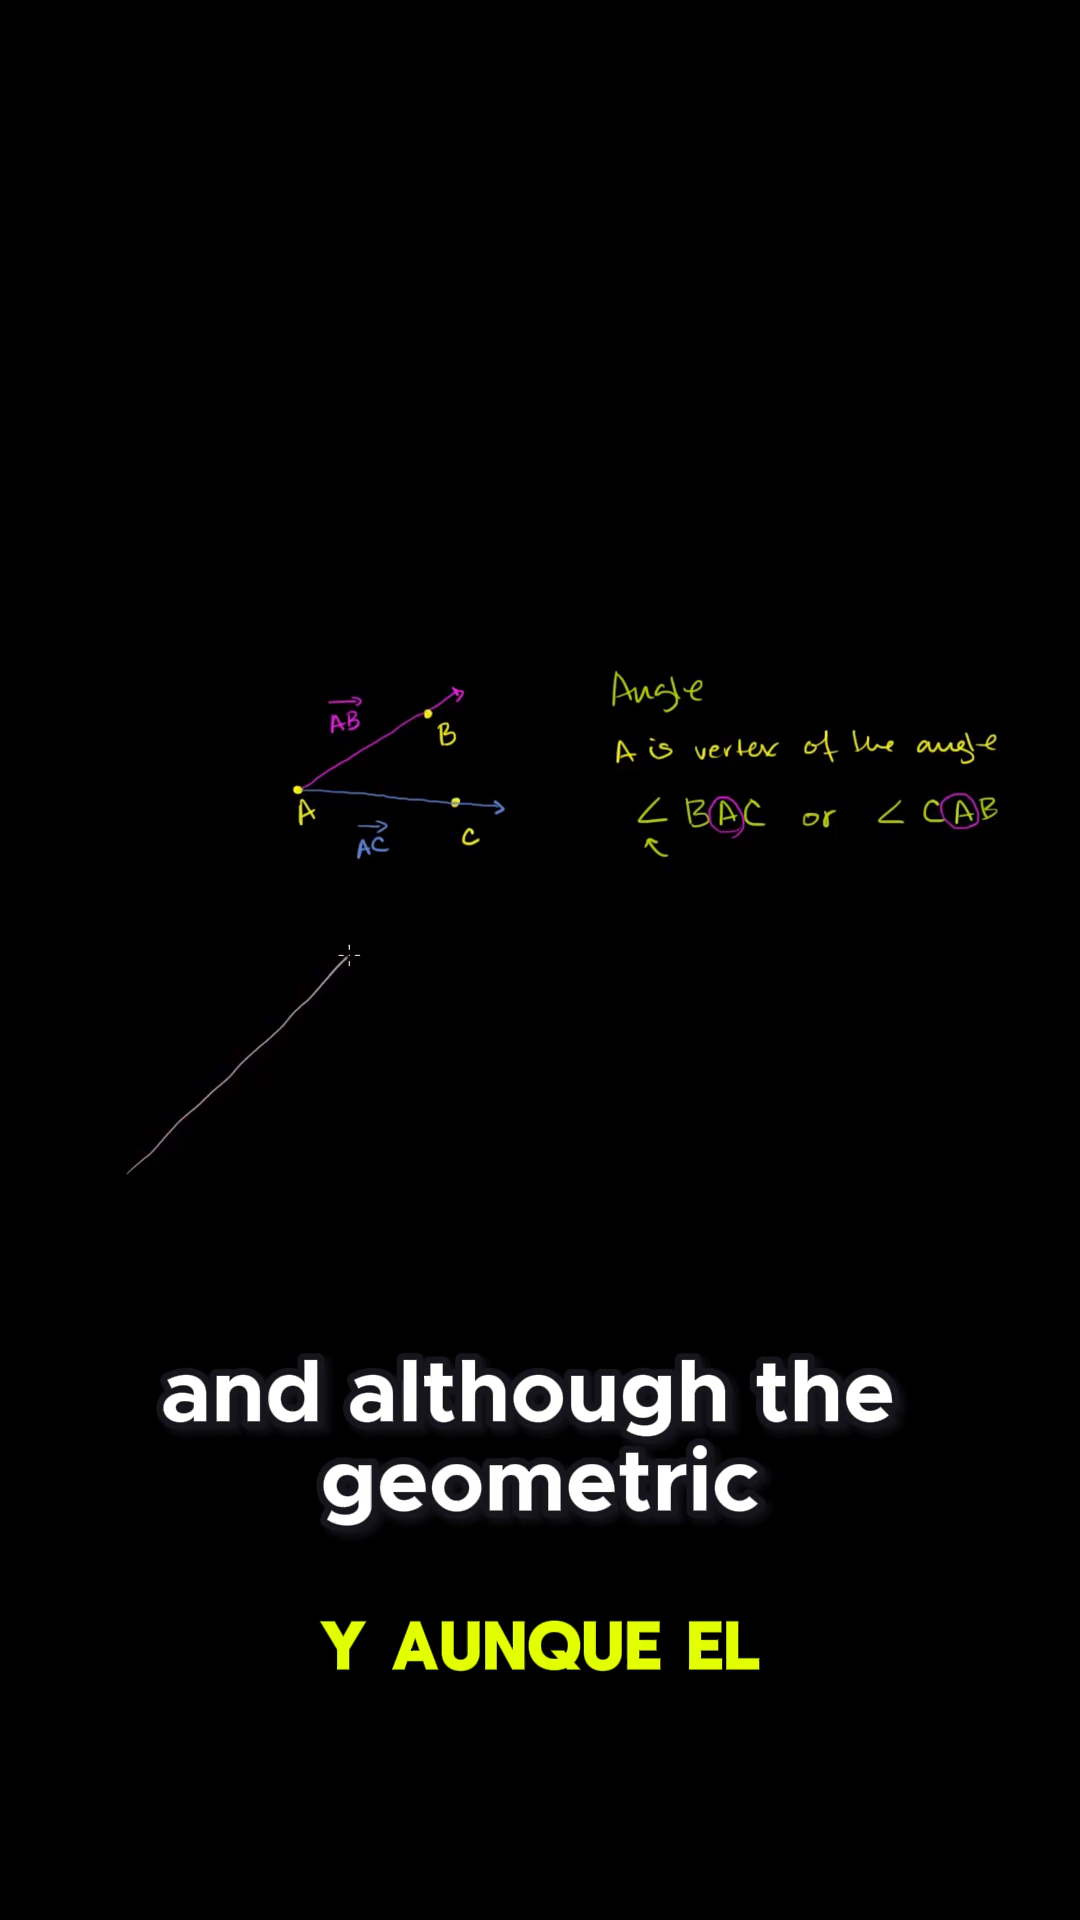 AB
B
A
C
AC
Angle
A is vertex of the angle
∠ BAC or ∠ CAB
and although the
geometric
Y AUNQUE EL